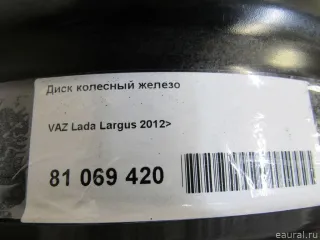 Диск колесный железо
VAZ Lada Largus 2012>
81 069 420
eaural.ru